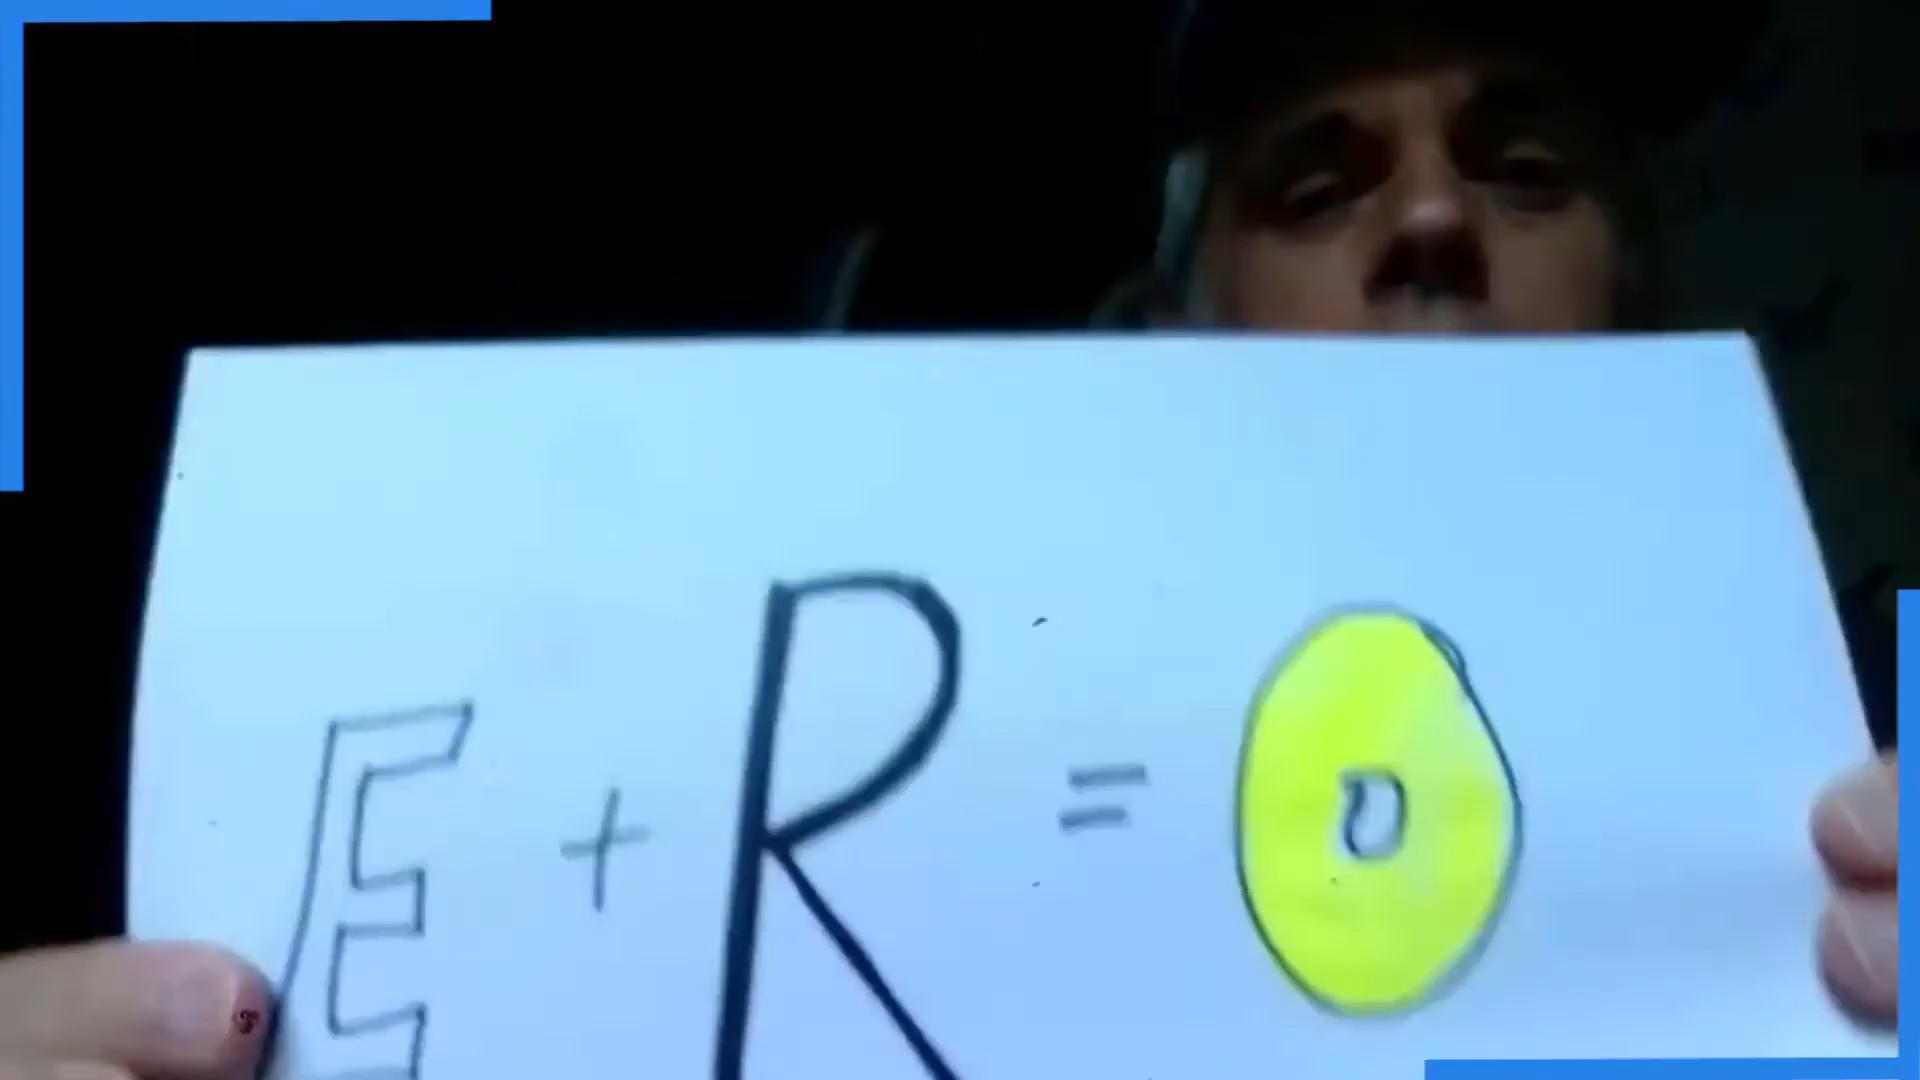 E + R = O